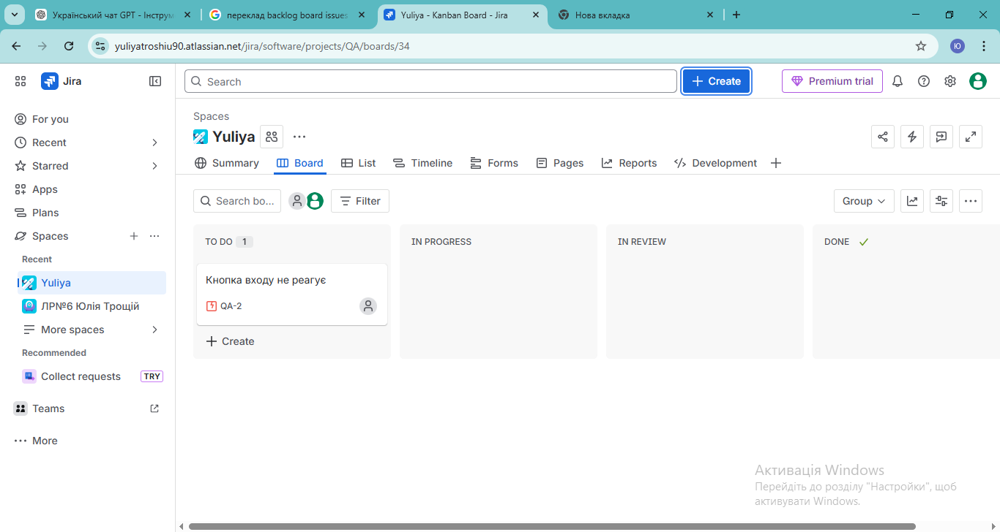 Український чат GPT - Інструм
переклад backlog board issues
Yuliya - Kanban Board - Jira
Нова вкладка
yuliyatroshiu90.atlassian.net/jira/software/projects/QA/boards/34
Ю
Jira
Search
Create
Premium trial
For you
Recent
Starred
Apps
Plans
Spaces
Recent
Yuliya
ЛР№6 Юлія Трощій
More spaces
Recommended
Collect requests
TRY
Teams
More
Spaces
Yuliya
Summary
Board
List
Timeline
Forms
Pages
Reports
Development
Search bo...
Filter
Group
TO DO 1
Кнопка входу не реагує
QA-2
Create
IN PROGRESS
IN REVIEW
DONE
Активація Windows
Перейдіть до розділу "Настройки", щоб
активувати Windows.